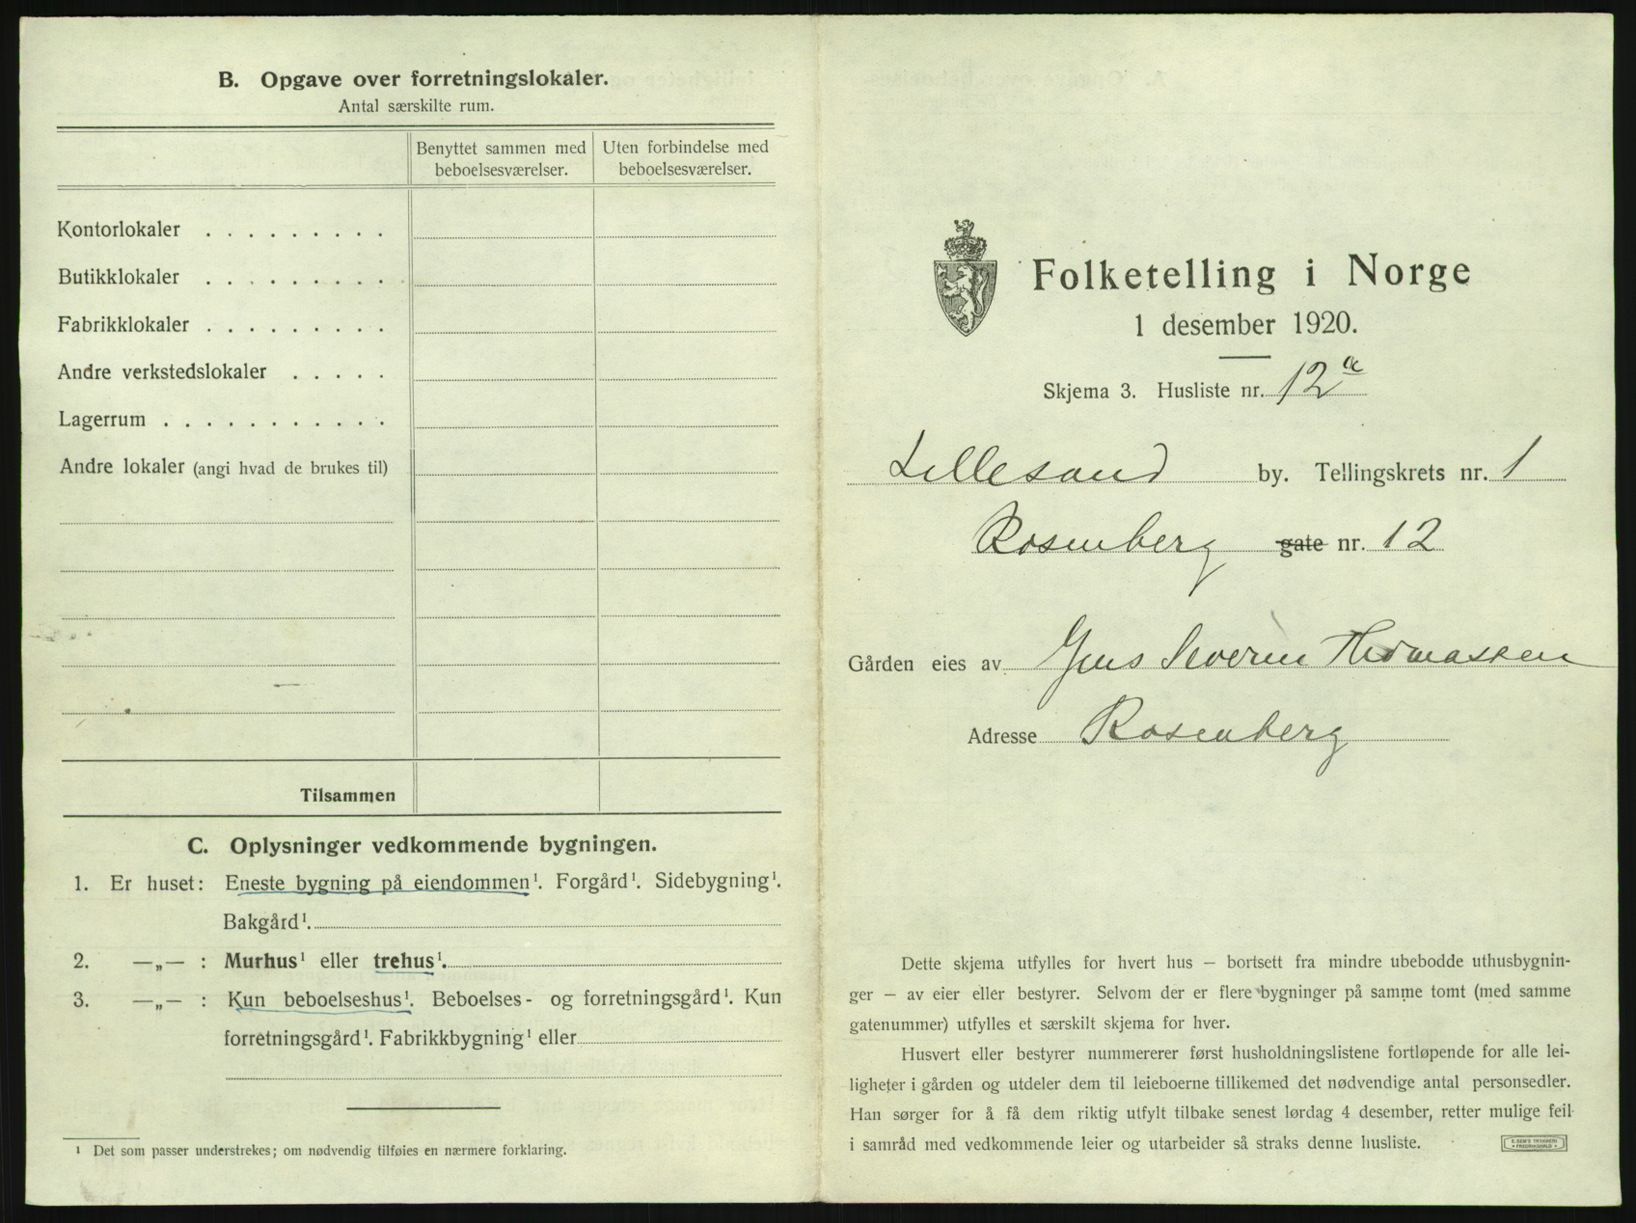 B. Opgave over forretningslokaler.
Antal særskilte rum.
Benyttet sammen med beboelsesværelser.
Uten forbindelse med beboelsesværelser.
Kontorlokaler . . . . . . . . .
Butikklokaler . . . . . . . . .
Fabrikklokaler . . . . . . . . .
Andre verkstedslokaler . . . . .
Lagerrum . . . . . . . . . . .
Andre lokaler (angi hvad de brukes til)
Tilsammen
C. Oplysninger vedkommende bygningen.
1. Er huset: Eneste bygning på eiendommen¹. Forgård¹. Sidebygning¹.
Bakgård¹.
2. —„— : Murhus¹ eller trehus¹.
3. —„— : Kun beboelseshus¹. Beboelses- og forretningsgård¹. Kun
forretningsgård¹. Fabrikkbygning¹ eller
¹ Det som passer understrekes; om nødvendig tilføies en nærmere forklaring.
Folketelling i Norge
1 desember 1920.
Skjema 3. Husliste nr. 12a
Lillesand by. Tellingskrets nr. 1
Rosenberg gate nr. 12
Gården eies av Jens Severin Thomassen
Adresse Rosenberg
Dette skjema utfylles for hvert hus — bortsett fra mindre ubebodde uthusbygnin-
ger — av eier eller bestyrer. Selvom der er flere bygninger på samme tomt (med samme
gatenummer) utfylles et særskilt skjema for hver.
Husvert eller bestyrer nummererer først husholdningslistene fortløpende for alle lei-
ligheter i gården og utdeler dem til leieboerne tillikemed det nødvendige antal personsedler.
Han sørger for å få dem riktig utfylt tilbake senest lørdag 4 desember, retter mulige feil
i samråd med vedkommende leier og utarbeider så straks denne husliste.